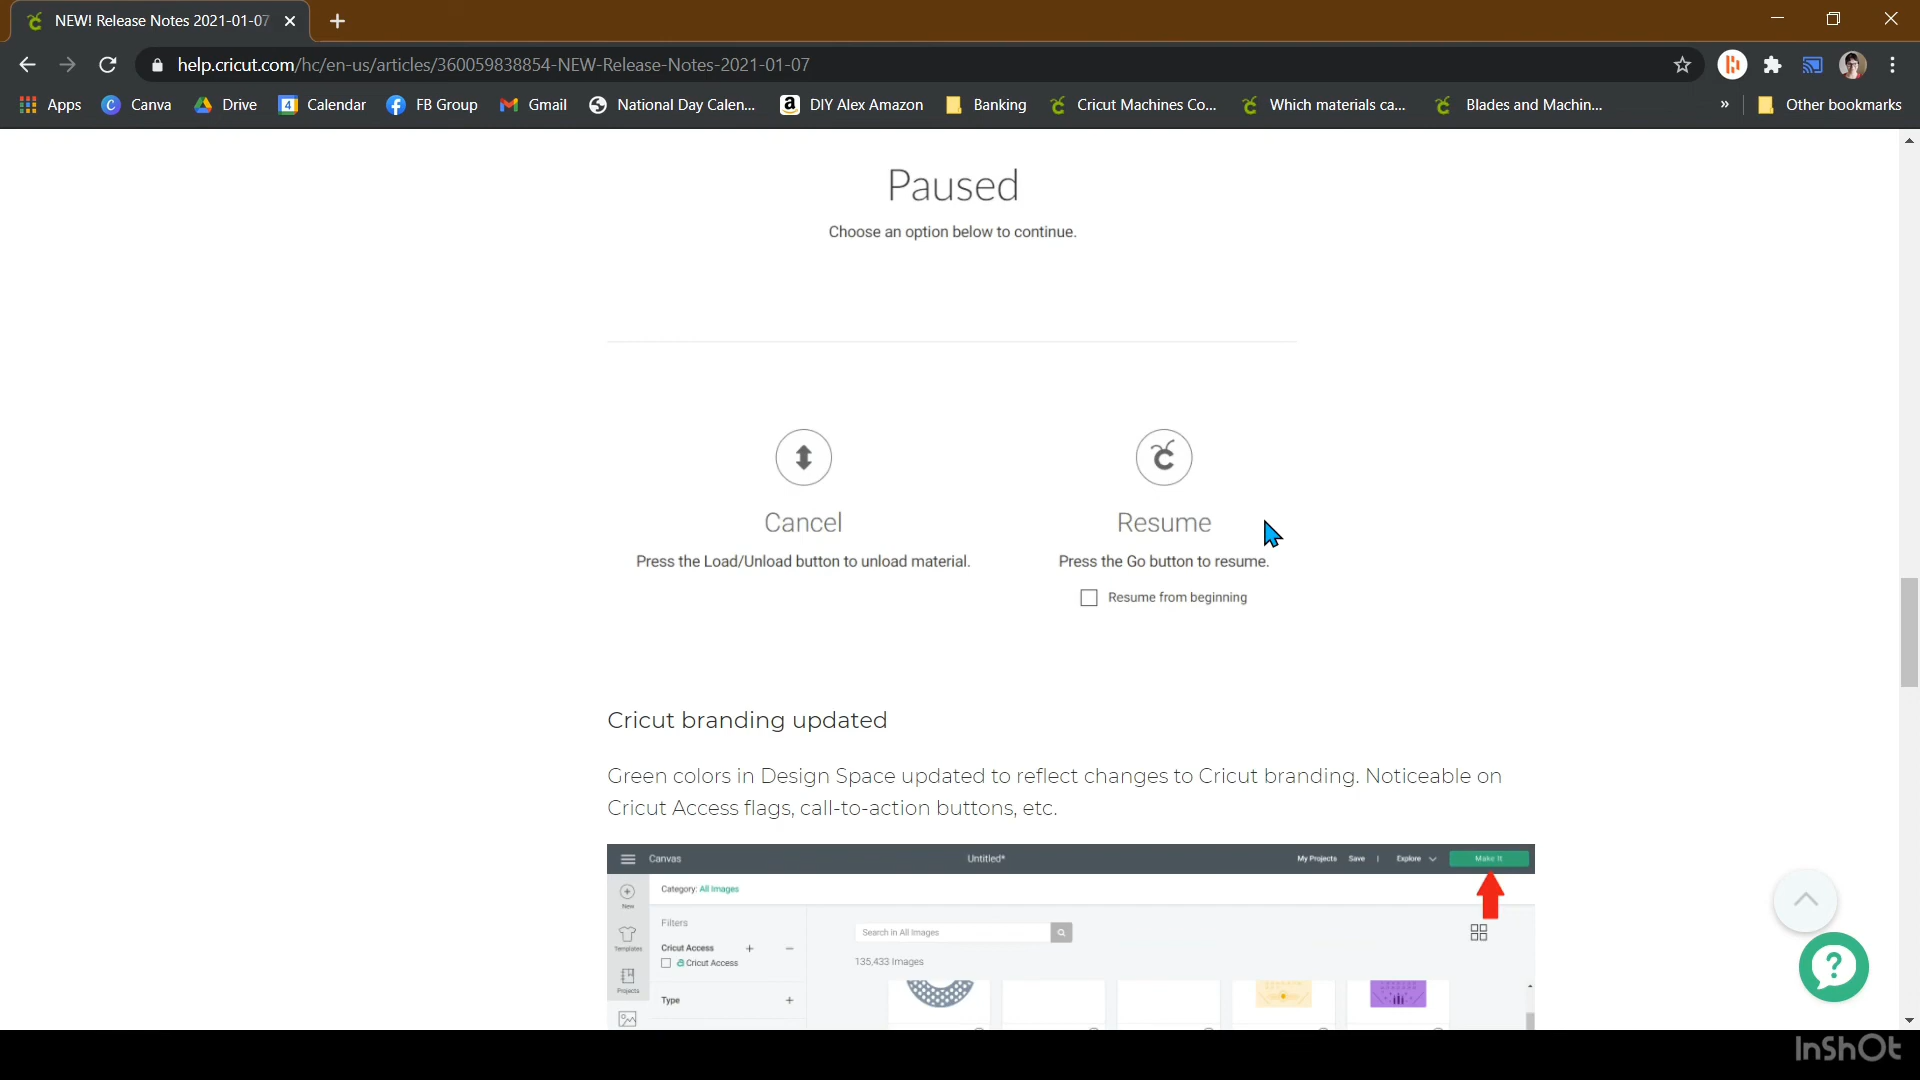 NEW! Release Notes 2021-01-07
help.cricut.com/hc/en-us/articles/360059838854-NEW-Release-Notes-2021-01-07
Apps Canva Drive 4 Calendar FB Group Gmail National Day Calen... DIY Alex Amazon Banking Cricut Machines Co... Which materials ca... Blades and Machin... » Other bookmarks
Paused
Choose an option below to continue.
Cancel Resume
Press the Load/Unload button to unload material. Press the Go button to resume.
Resume from beginning
Cricut branding updated
Green colors in Design Space updated to reflect changes to Cricut branding. Noticeable on
Cricut Access flags, call-to-action buttons, etc.
Canvas Untitled* My Projects Save | Explore Make It
Category: All Images
New
Filters
Search in All Images
Templates
Cricut Access + −
Cricut Access
135,433 Images
Projects
Type +
InShOt